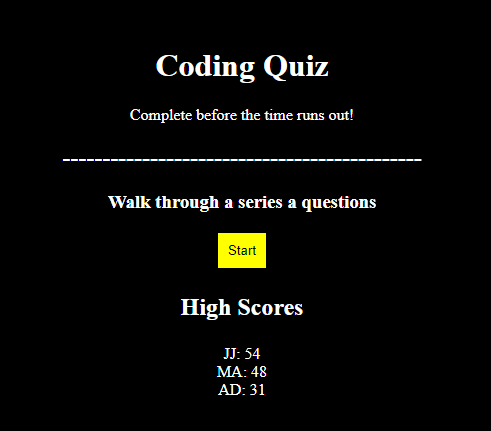 Coding Quiz
Complete before the time runs out!
---------------------------------------------
Walk through a series a questions
Start
High Scores
JJ: 54
MA: 48
AD: 31